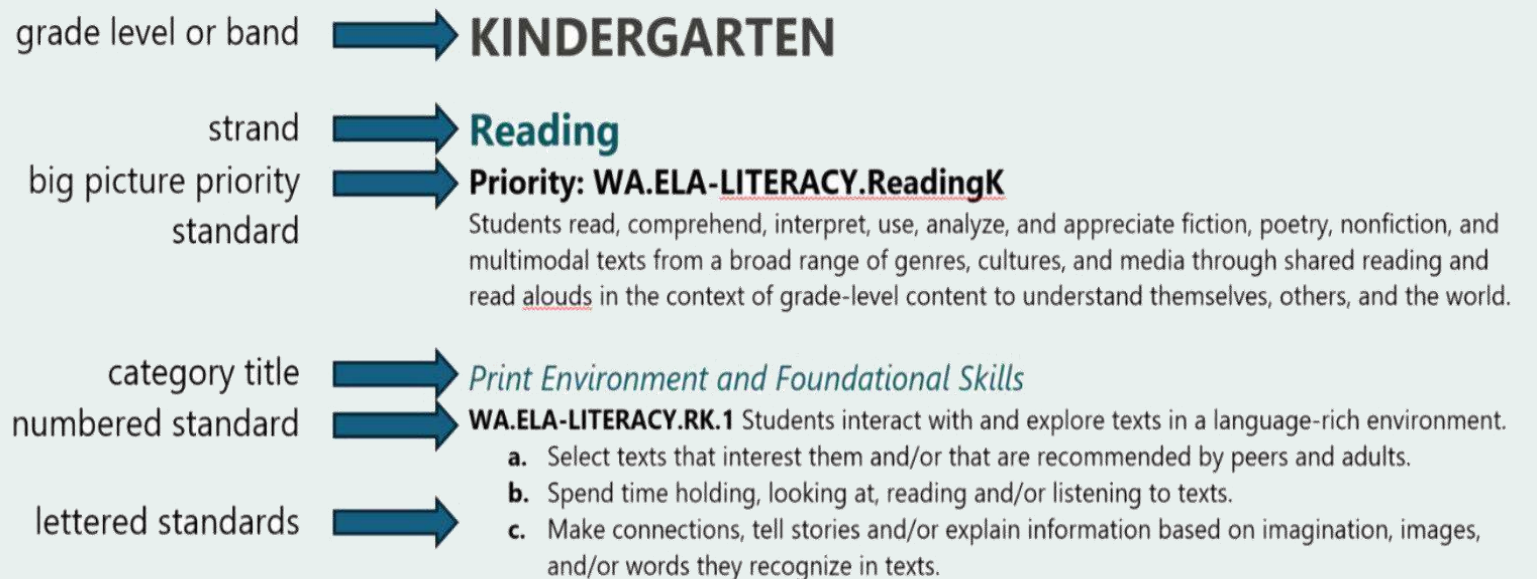 grade level or band KINDERGARTEN
strand Reading
big picture priority Priority: WA.ELA-LITERACY.ReadingK
standard Students read, comprehend, interpret, use, analyze, and appreciate fiction, poetry, nonfiction, and
multimodal texts from a broad range of genres, cultures, and media through shared reading and
read alouds in the context of grade-level content to understand themselves, others, and the world.
category title Print Environment and Foundational Skills
numbered standard WA.ELA-LITERACY.RK.1 Students interact with and explore texts in a language-rich environment.
a. Select texts that interest them and/or that are recommended by peers and adults.
b. Spend time holding, looking at, reading and/or listening to texts.
lettered standards c. Make connections, tell stories and/or explain information based on imagination, images,
and/or words they recognize in texts.